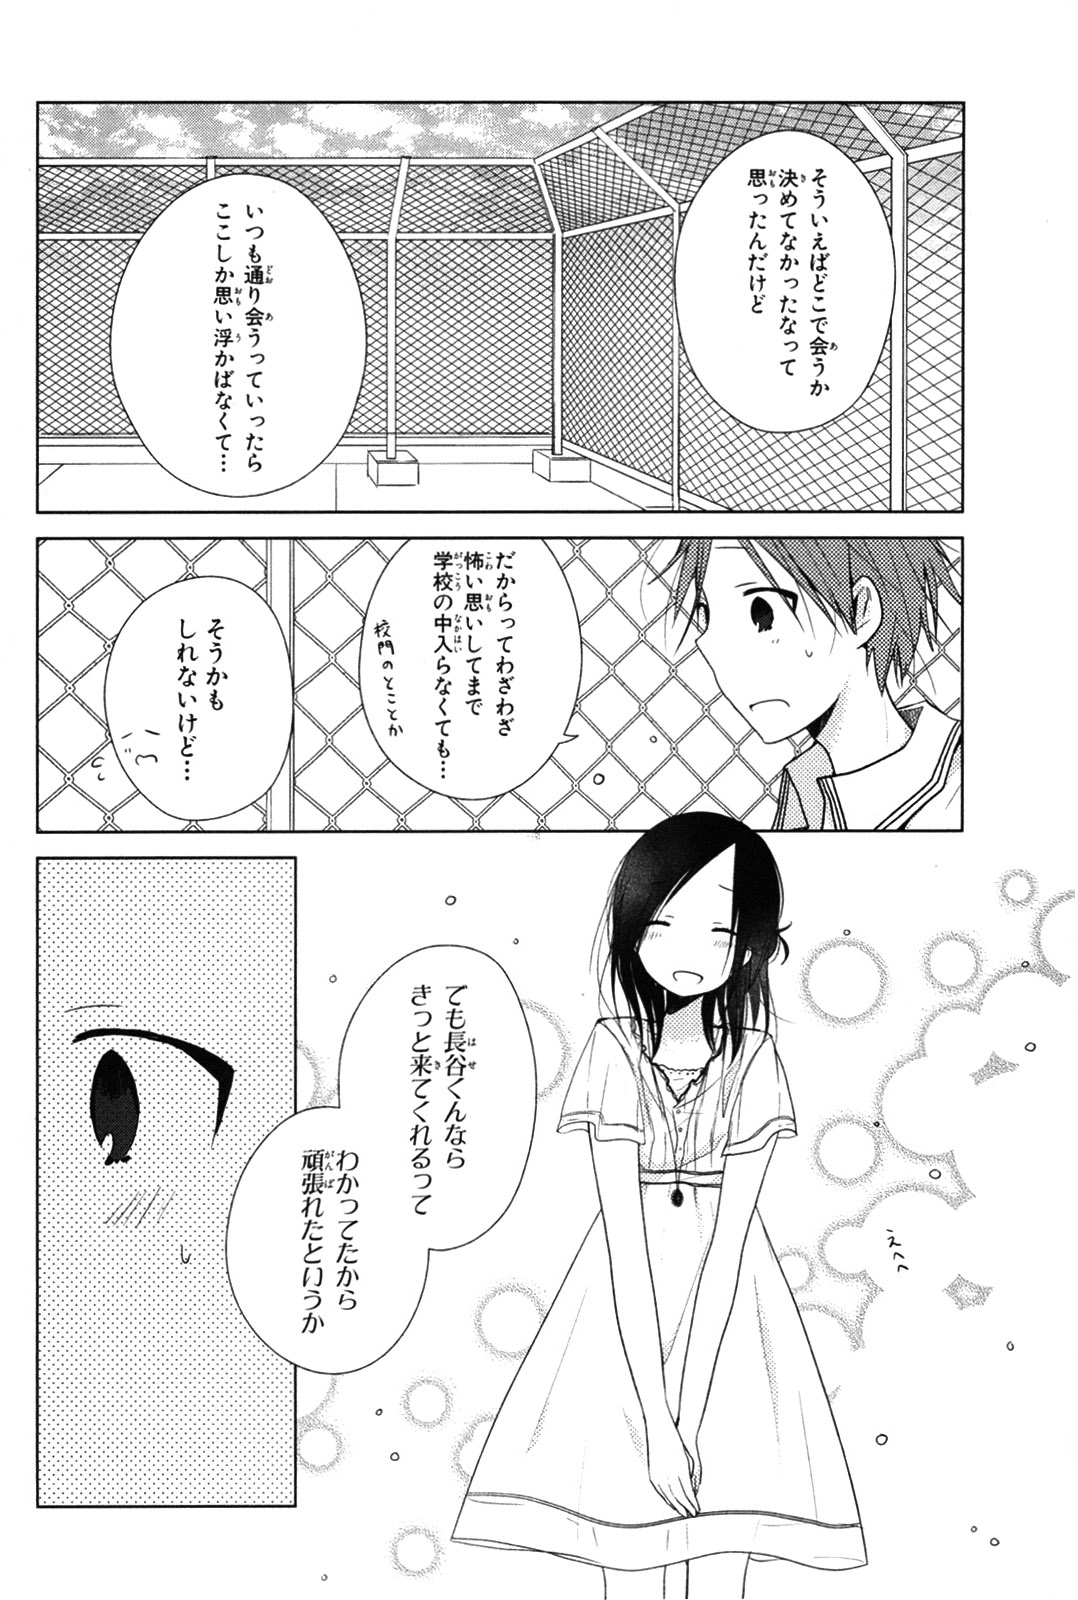 そういえばどこで会うか
決めてなかったなって
思ったんだけど
いつも通り会うっていったら
ここしか思い浮かばなくて…
だからってわざわざ
怖い思いしてまで
学校の中入らなくても…
校門のとことか
そうかも
しれないけど…
でも長谷くんなら
きっと来てくれるって
わかってたから
頑張れたというか
えへへ